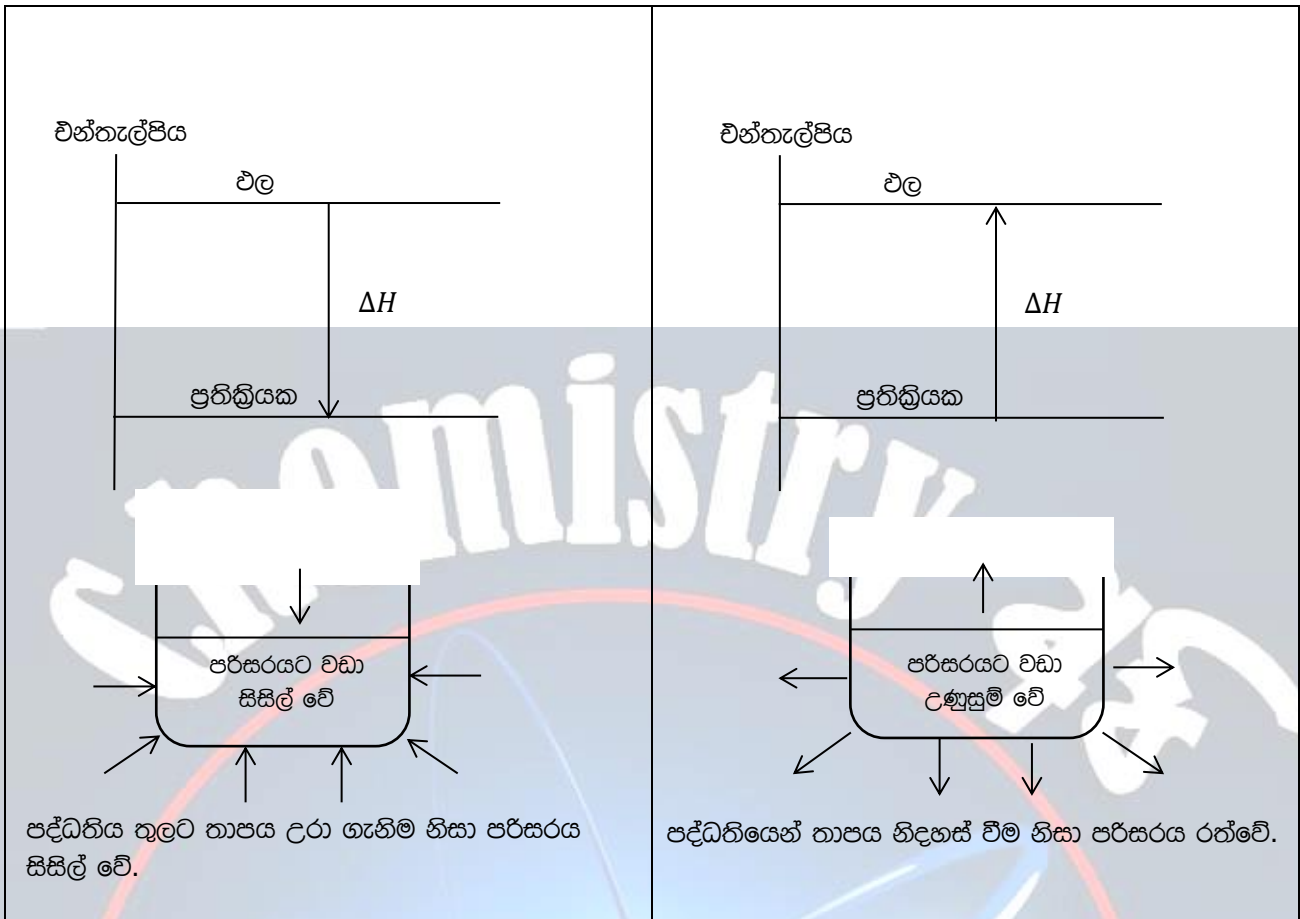 එන්තැල්පිය
ඵල
ΔH
ප්‍රතික්‍රියක
පරිසරයට වඩා
සිසිල් වේ
පද්ධතිය තුලට තාපය උරා ගැනිම නිසා පරිසරය
සිසිල් වේ.
එන්තැල්පිය
ඵල
ΔH
ප්‍රතික්‍රියක
පරිසරයට වඩා
උණුසුම් වේ
පද්ධතියෙන් තාපය නිදහස් වීම නිසා පරිසරය රත්වේ.